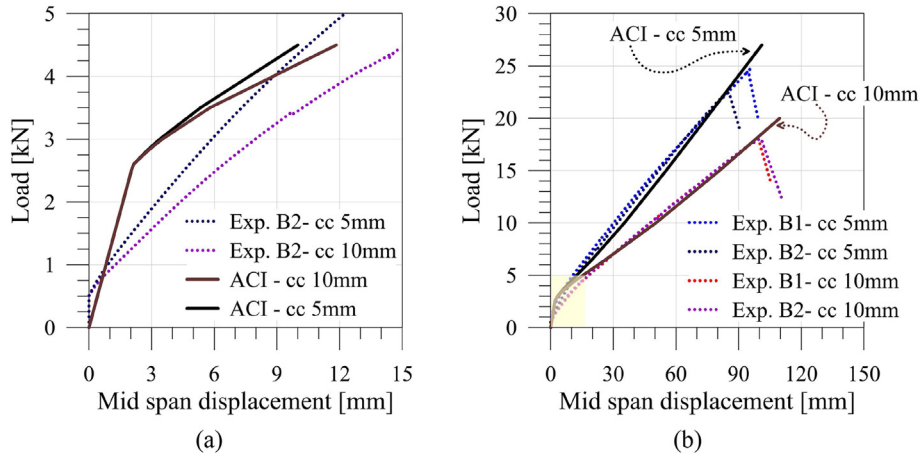 5
4
3
2
1
0
Load [kN]
Exp. B2- cc 5mm
Exp. B2- cc 10mm
ACI - cc 10mm
ACI - cc 5mm
0 3 6 9 12 15
Mid span displacement [mm]
(a)
30
25
20
15
10
5
0
Load [kN]
ACI - cc 5mm
ACI - cc 10mm
Exp. B1- cc 5mm
Exp. B2- cc 5mm
Exp. B1- cc 10mm
Exp. B2- cc 10mm
0 30 60 90 120 150
Mid span displacement [mm]
(b)